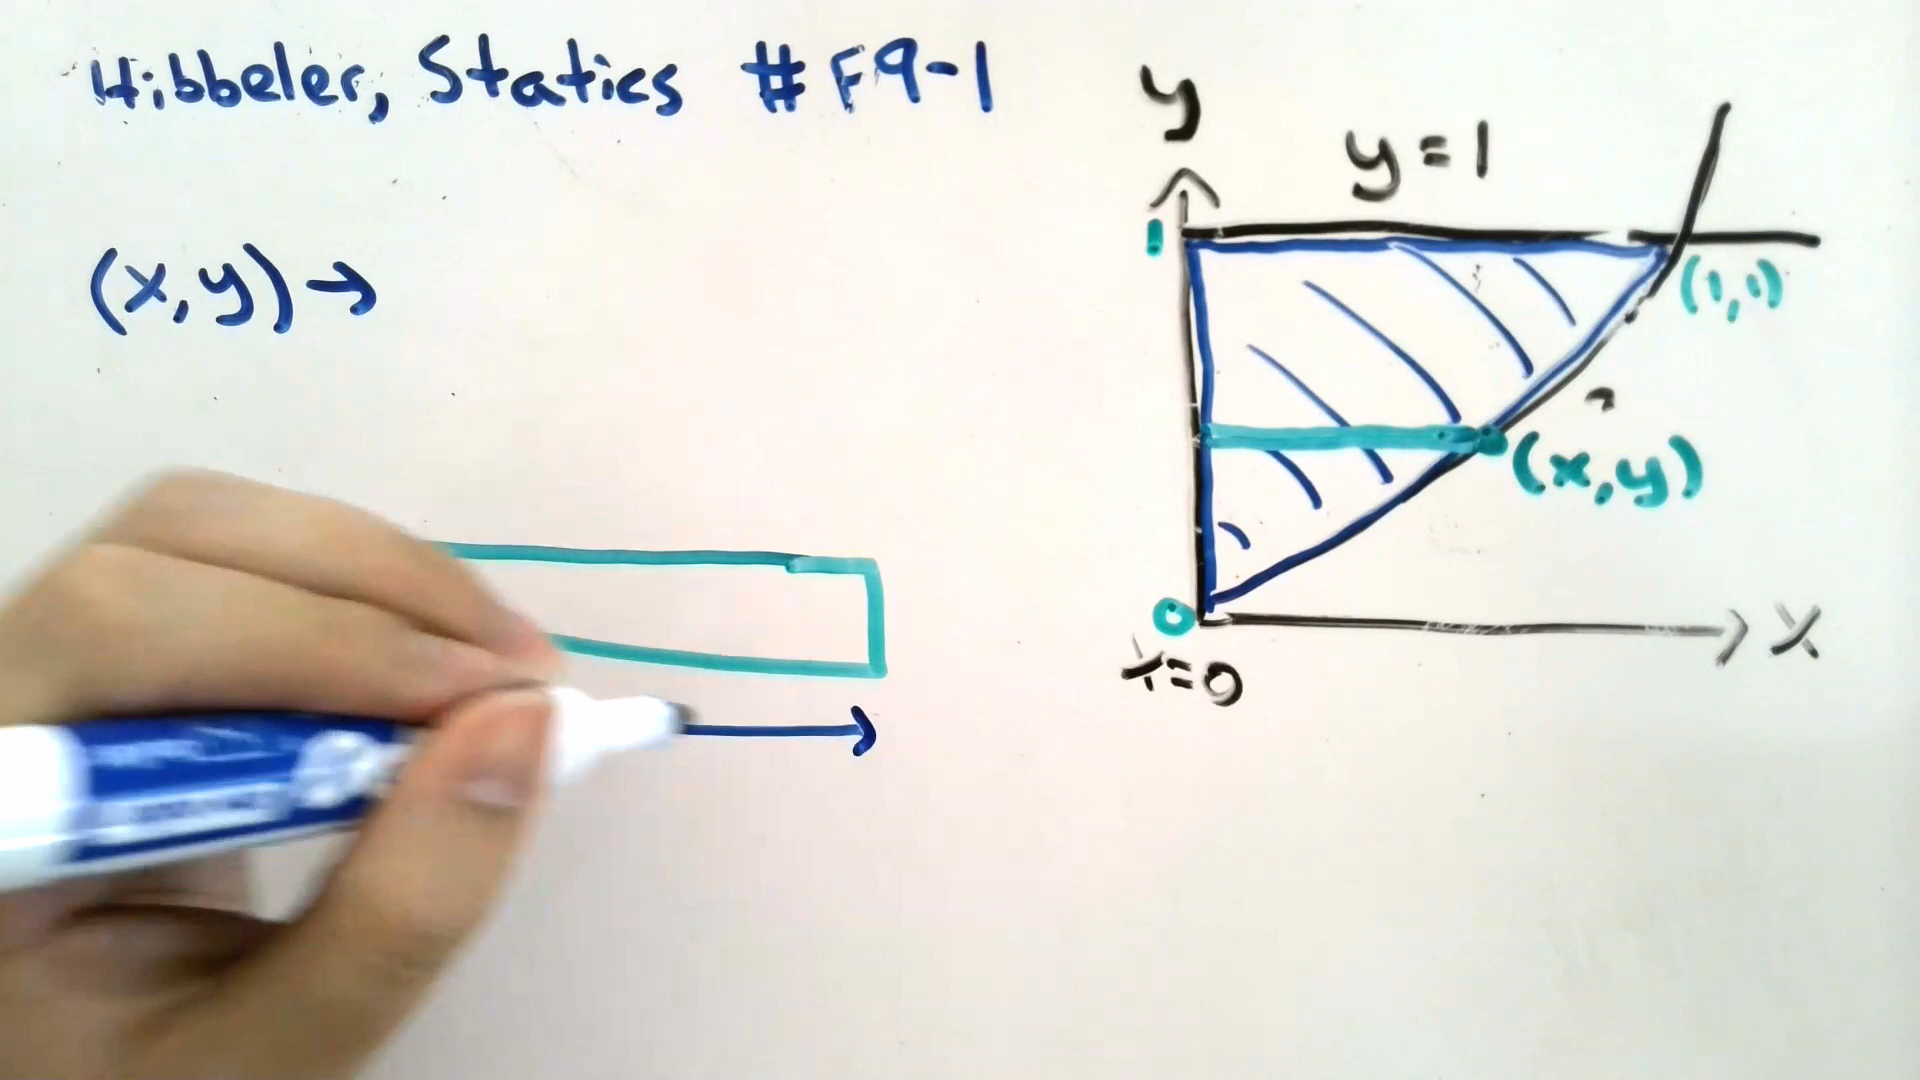 Hibbeler, Statics # F9-1
y
y=1
1
(1,1)
(x,y)→
(x,y)
0
x
x=0